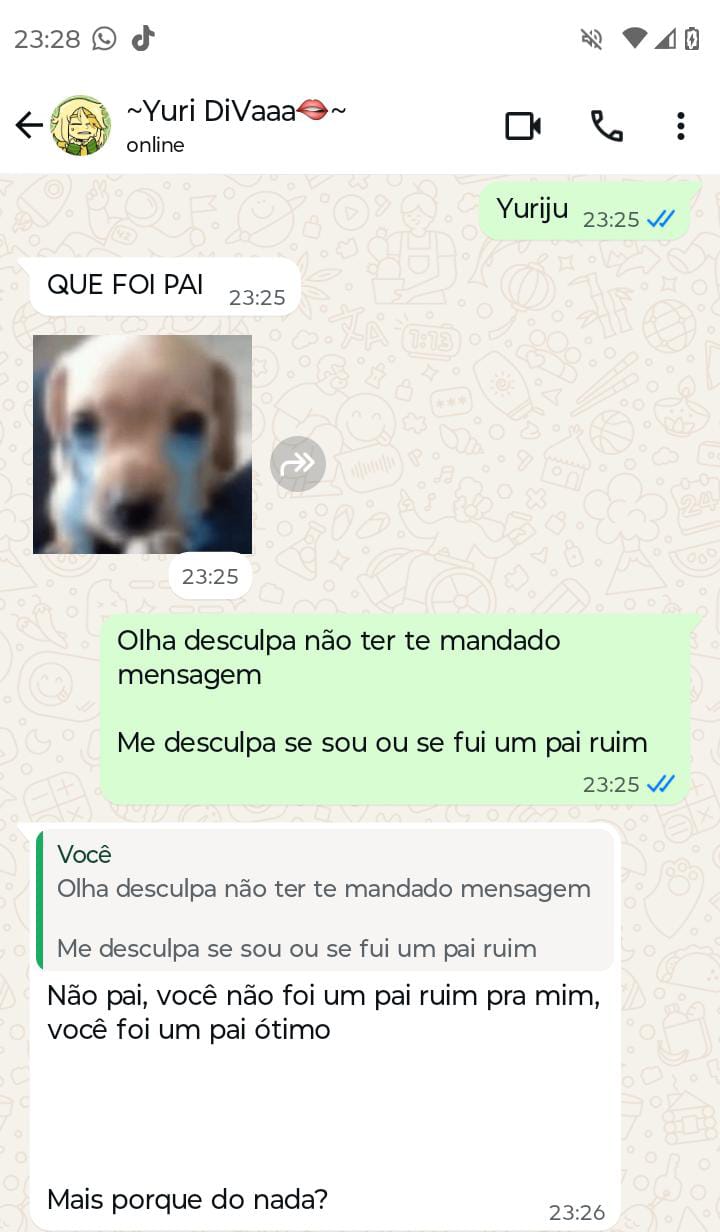 23:28
~Yuri DiVaaa🫦~
online
Yuriju 23:25
QUE FOI PAI 23:25
23:25
Olha desculpa não ter te mandado
mensagem
Me desculpa se sou ou se fui um pai ruim
23:25
Você
Olha desculpa não ter te mandado mensagem
Me desculpa se sou ou se fui um pai ruim
Não pai, você não foi um pai ruim pra mim,
você foi um pai ótimo
Mais porque do nada? 23:26